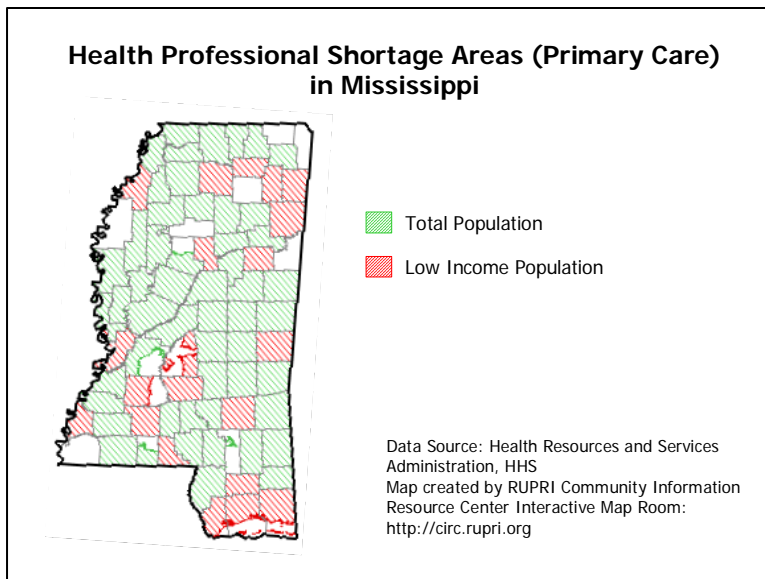 Health Professional Shortage Areas (Primary Care)
in Mississippi
Total Population
Low Income Population
Data Source: Health Resources and Services
Administration, HHS
Map created by RUPRI Community Information
Resource Center Interactive Map Room:
http://circ.rupri.org